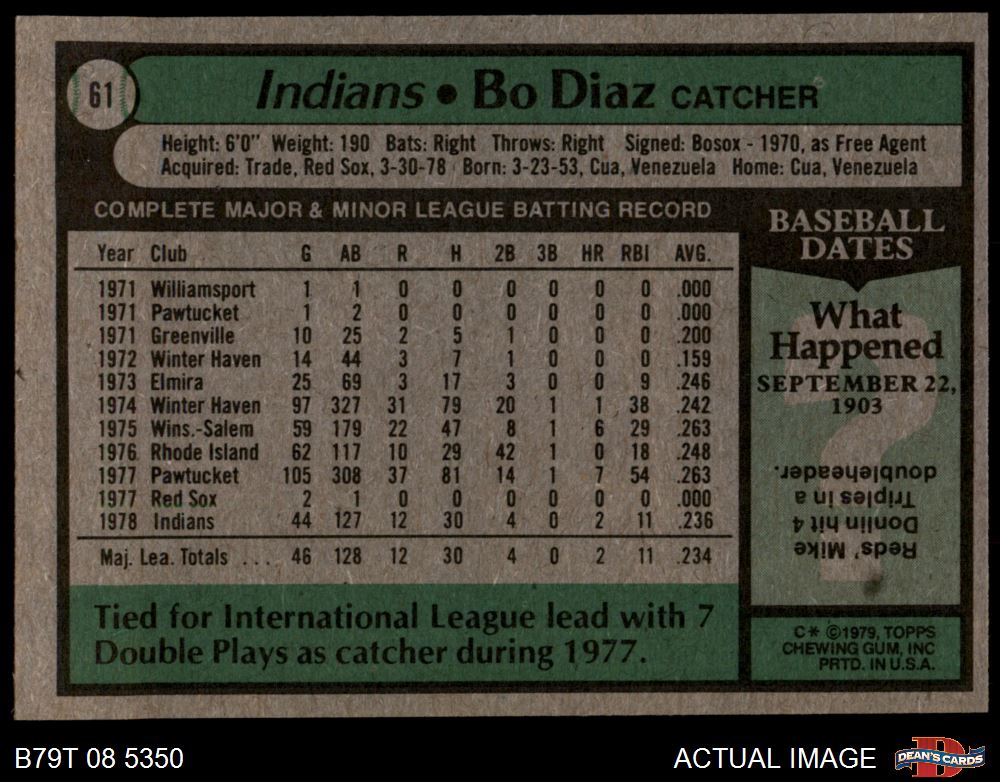 61
Indians • Bo Diaz CATCHER
Height: 6'0" Weight: 190 Bats: Right Throws: Right Signed: Bosox - 1970, as Free Agent
Acquired: Trade, Red Sox, 3-30-78 Born: 3-23-53, Cua, Venezuela Home: Cua, Venezuela
COMPLETE MAJOR & MINOR LEAGUE BATTING RECORD
Year Club G AB R H 2B 3B HR RBI AVG.
1971 Williamsport 1 1 0 0 0 0 0 0 .000
1971 Pawtucket 1 2 0 0 0 0 0 0 .000
1971 Greenville 10 25 2 5 1 0 0 0 .200
1972 Winter Haven 14 44 3 7 1 0 0 0 .159
1973 Elmira 25 69 3 17 3 0 0 9 .246
1974 Winter Haven 97 327 31 79 20 1 1 38 .242
1975 Wins.-Salem 59 179 22 47 8 1 6 29 .263
1976 Rhode Island 62 117 10 29 42 1 0 18 .248
1977 Pawtucket 105 308 37 81 14 1 7 54 .263
1977 Red Sox 2 1 0 0 0 0 0 0 .000
1978 Indians 44 127 12 30 4 0 2 11 .236
Maj. Lea. Totals .... 46 128 12 30 4 0 2 11 .234
Tied for International League lead with 7
Double Plays as catcher during 1977.
BASEBALL
DATES
What
Happened
SEPTEMBER 22,
1903
Reds' Mike
Donlin hit 4
Triples in a
doubleheader.
C* ©1979, TOPPS
CHEWING GUM, INC
PRTD. IN U.S.A.
B79T 08 5350
ACTUAL IMAGE
DEAN'S CARDS